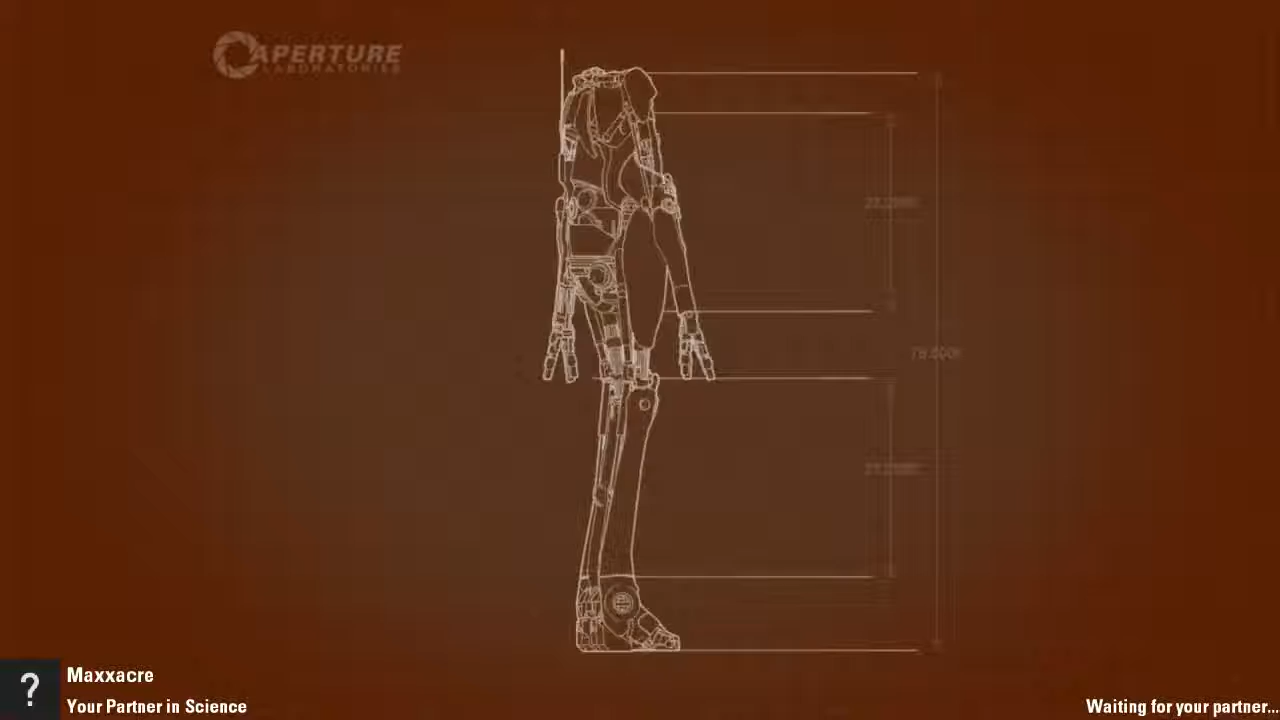 APERTURE
LABORATORIES
?
Maxxacre
Your Partner in Science
Waiting for your partner...